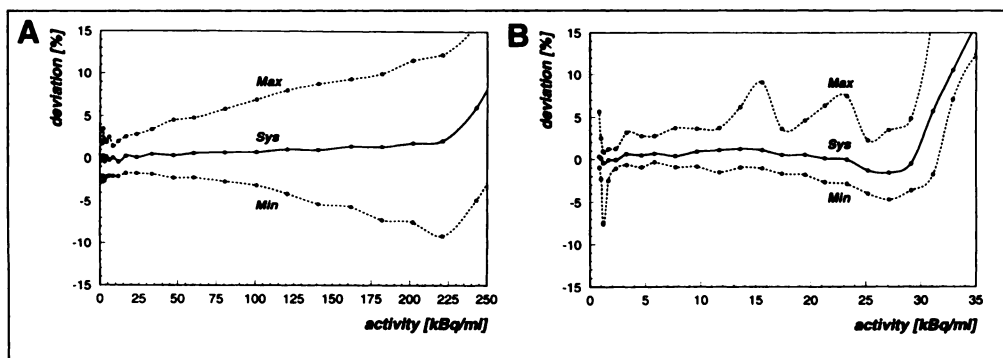 A
deviation [%]
15
10
5
0
-5
-10
-15
Max
Sys
Min
0 25 50 75 100 125 150 175 200 225 250
activity [kBq/ml]
B
deviation [%]
15
10
5
0
-5
-10
-15
Max
Sys
Min
0 5 10 15 20 25 30 35
activity [kBq/ml]